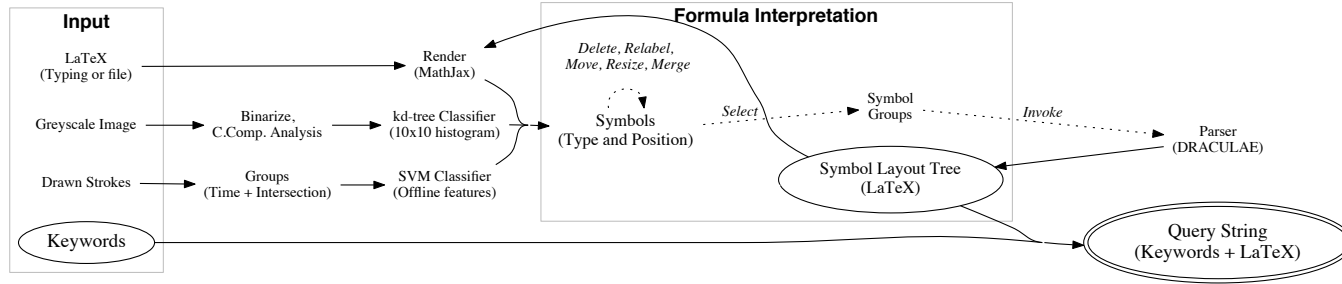 Input
Formula Interpretation
LaTeX
(Typing or file)
Render
(MathJax)
Delete, Relabel,
Move, Resize, Merge
Greyscale Image
Binarize,
C.Comp. Analysis
kd-tree Classifier
(10x10 histogram)
Symbols
(Type and Position)
Select
Symbol
Groups
Invoke
Parser
(DRACULAE)
Drawn Strokes
Groups
(Time + Intersection)
SVM Classifier
(Offline features)
Symbol Layout Tree
(LaTeX)
Keywords
Query String
(Keywords + LaTeX)